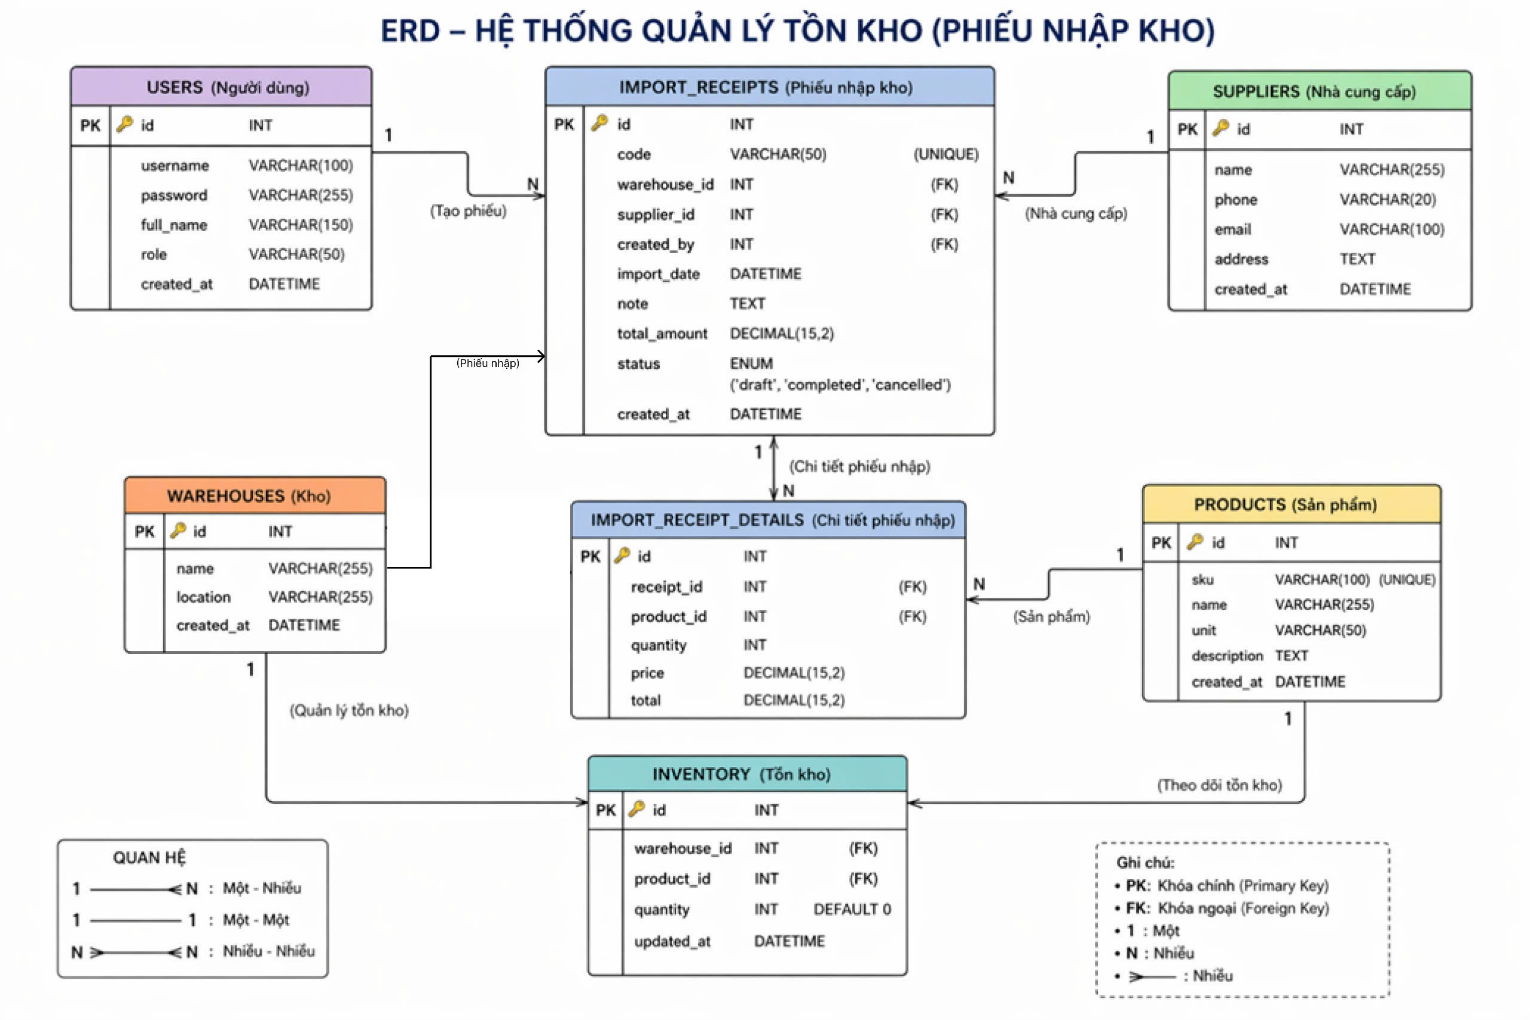 ERD – HỆ THỐNG QUẢN LÝ TỒN KHO (PHIẾU NHẬP KHO)
USERS (Người dùng)
PK id INT
username VARCHAR(100)
password VARCHAR(255)
full_name VARCHAR(150)
role VARCHAR(50)
created_at DATETIME
1
N
(Tạo phiếu)
IMPORT_RECEIPTS (Phiếu nhập kho)
PK id INT
code VARCHAR(50) (UNIQUE)
warehouse_id INT (FK)
supplier_id INT (FK)
created_by INT (FK)
import_date DATETIME
note TEXT
total_amount DECIMAL(15,2)
status ENUM
('draft', 'completed', 'cancelled')
created_at DATETIME
1
N
(Nhà cung cấp)
SUPPLIERS (Nhà cung cấp)
PK id INT
name VARCHAR(255)
phone VARCHAR(20)
email VARCHAR(100)
address TEXT
created_at DATETIME
(Phiếu nhập)
1
(Chi tiết phiếu nhập)
N
WAREHOUSES (Kho)
PK id INT
name VARCHAR(255)
location VARCHAR(255)
created_at DATETIME
1
(Quản lý tồn kho)
IMPORT_RECEIPT_DETAILS (Chi tiết phiếu nhập)
PK id INT
receipt_id INT (FK)
product_id INT (FK)
quantity INT
price DECIMAL(15,2)
total DECIMAL(15,2)
1
N
(Sản phẩm)
PRODUCTS (Sản phẩm)
PK id INT
sku VARCHAR(100) (UNIQUE)
name VARCHAR(255)
unit VARCHAR(50)
description TEXT
created_at DATETIME
1
(Theo dõi tồn kho)
INVENTORY (Tồn kho)
PK id INT
warehouse_id INT (FK)
product_id INT (FK)
quantity INT DEFAULT 0
updated_at DATETIME
QUAN HỆ
1 N : Một - Nhiều
1 1 : Một - Một
N N : Nhiều - Nhiều
Ghi chú:
• PK: Khóa chính (Primary Key)
• FK: Khóa ngoại (Foreign Key)
• 1 : Một
• N : Nhiều
• : Nhiều